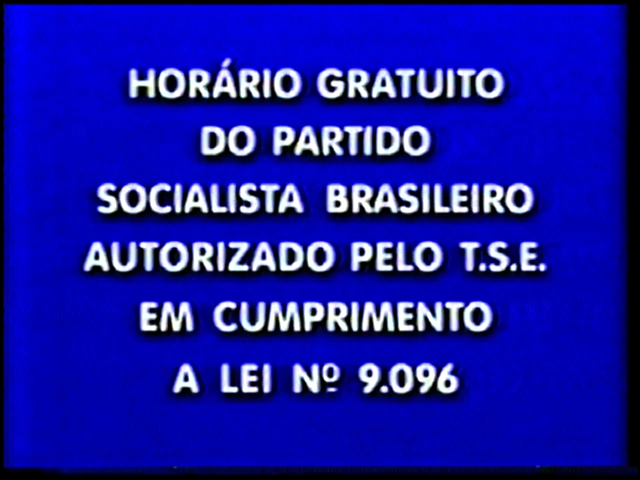 HORÁRIO GRATUITO
DO PARTIDO
SOCIALISTA BRASILEIRO
AUTORIZADO PELO T.S.E.
EM CUMPRIMENTO
A LEI Nº 9.096